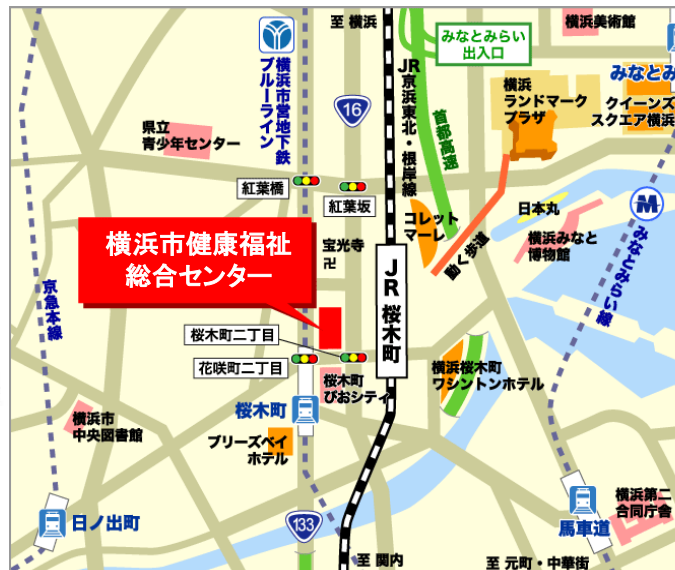 至 横浜
横浜美術館
みなとみらい
出入口
みなとみ
横浜市営地下鉄
ブルーライン
JR
京浜東北・根岸線
首都高速
横浜
ランドマーク
プラザ
クイーンズ
スクエア横浜
16
県立
青少年センター
紅葉橋
紅葉坂
コレット
マーレ
動く歩道
日本丸
横浜みなと
博物館
M
みなとみらい線
横浜市健康福祉
総合センター
宝光寺
卍
JR 桜木町
京急本線
桜木町二丁目
花咲町二丁目
桜木町
ぴおシティ
横浜桜木町
ワシントンホテル
桜木町
ブリーズベイ
ホテル
横浜市
中央図書館
日ノ出町
133
馬車道
横浜第二
合同庁舎
至 関内
至 元町・中華街